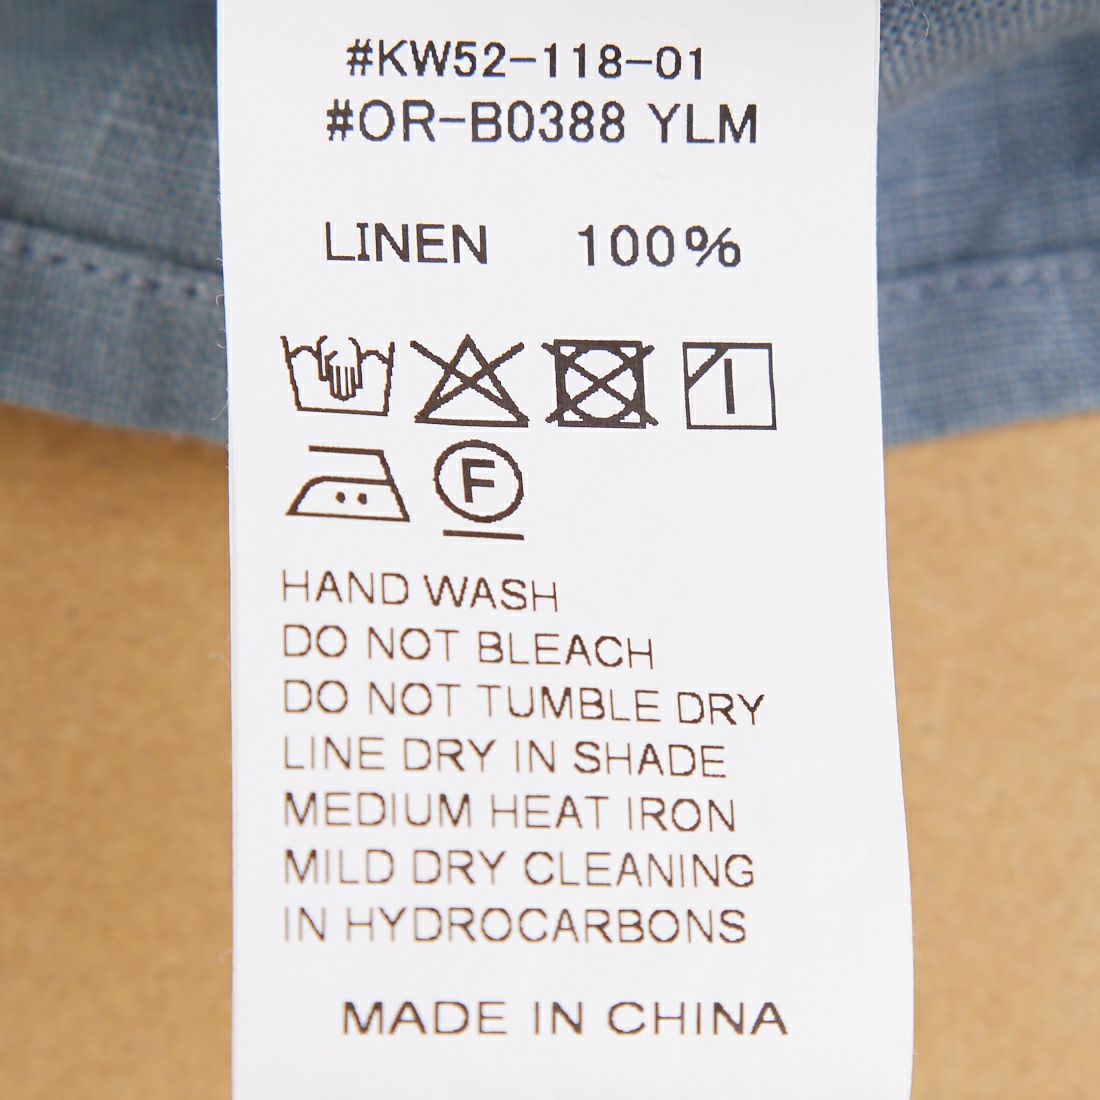 #KW52-118-01
#OR-B0388 YLM
LINEN 100%
F
HAND WASH
DO NOT BLEACH
DO NOT TUMBLE DRY
LINE DRY IN SHADE
MEDIUM HEAT IRON
MILD DRY CLEANING
IN HYDROCARBONS
MADE IN CHINA